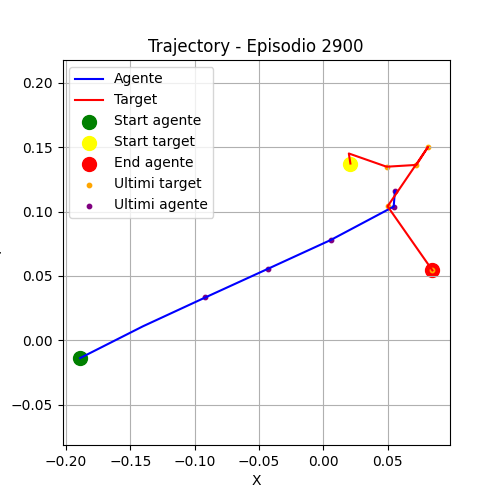 Trajectory - Episodio 2900
Agente
Target
Start agente
Start target
End agente
Ultimi target
Ultimi agente
0.20
0.15
0.10
0.05
0.00
−0.05
−0.20
−0.15
−0.10
−0.05
0.00
0.05
X